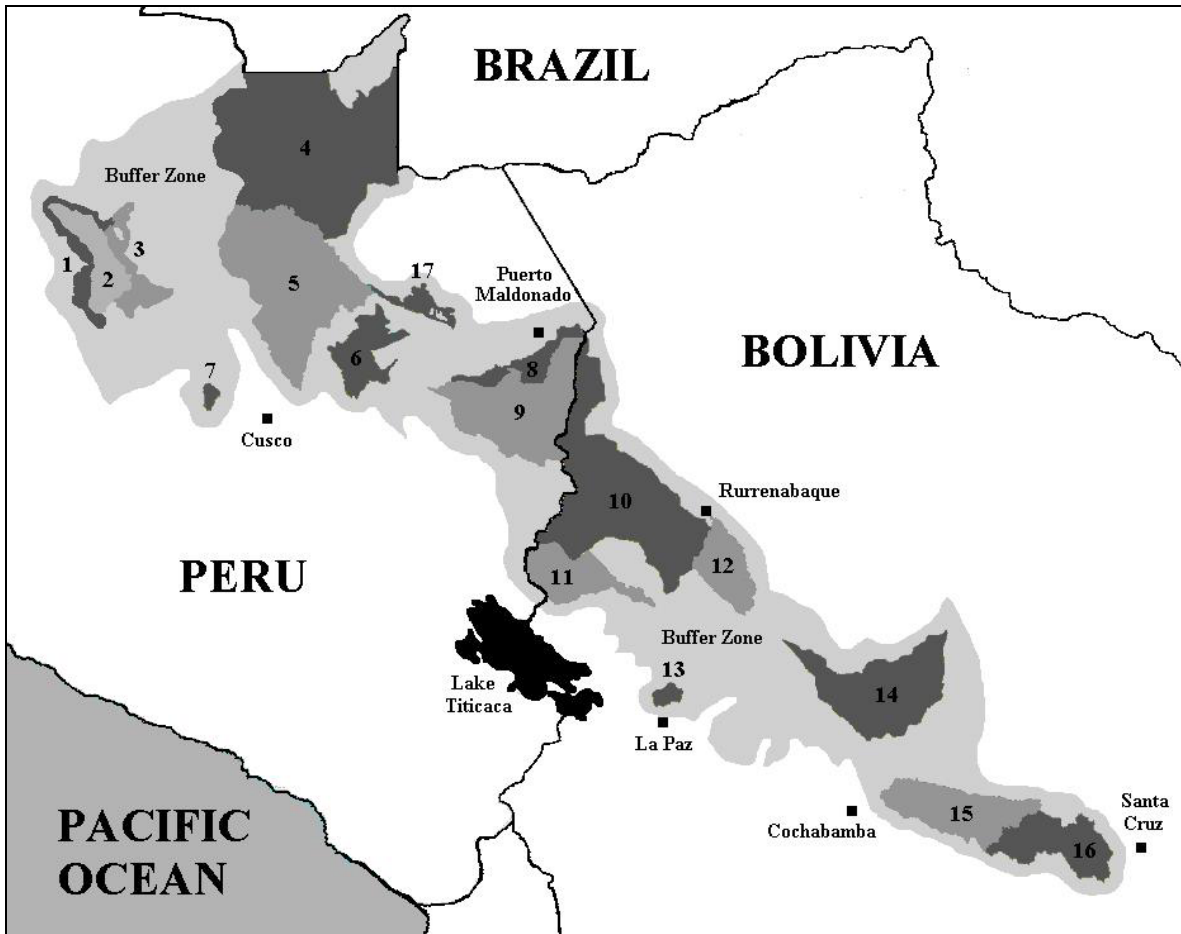 BRAZIL
4
Buffer Zone
1
2
3
5
17
Puerto
Maldonado
6
7
8
9
Cusco
BOLIVIA
Rurrenabaque
10
11
12
PERU
Buffer Zone
Lake
Titicaca
13
La Paz
14
15
16
Cochabamba
Santa
Cruz
PACIFIC
OCEAN